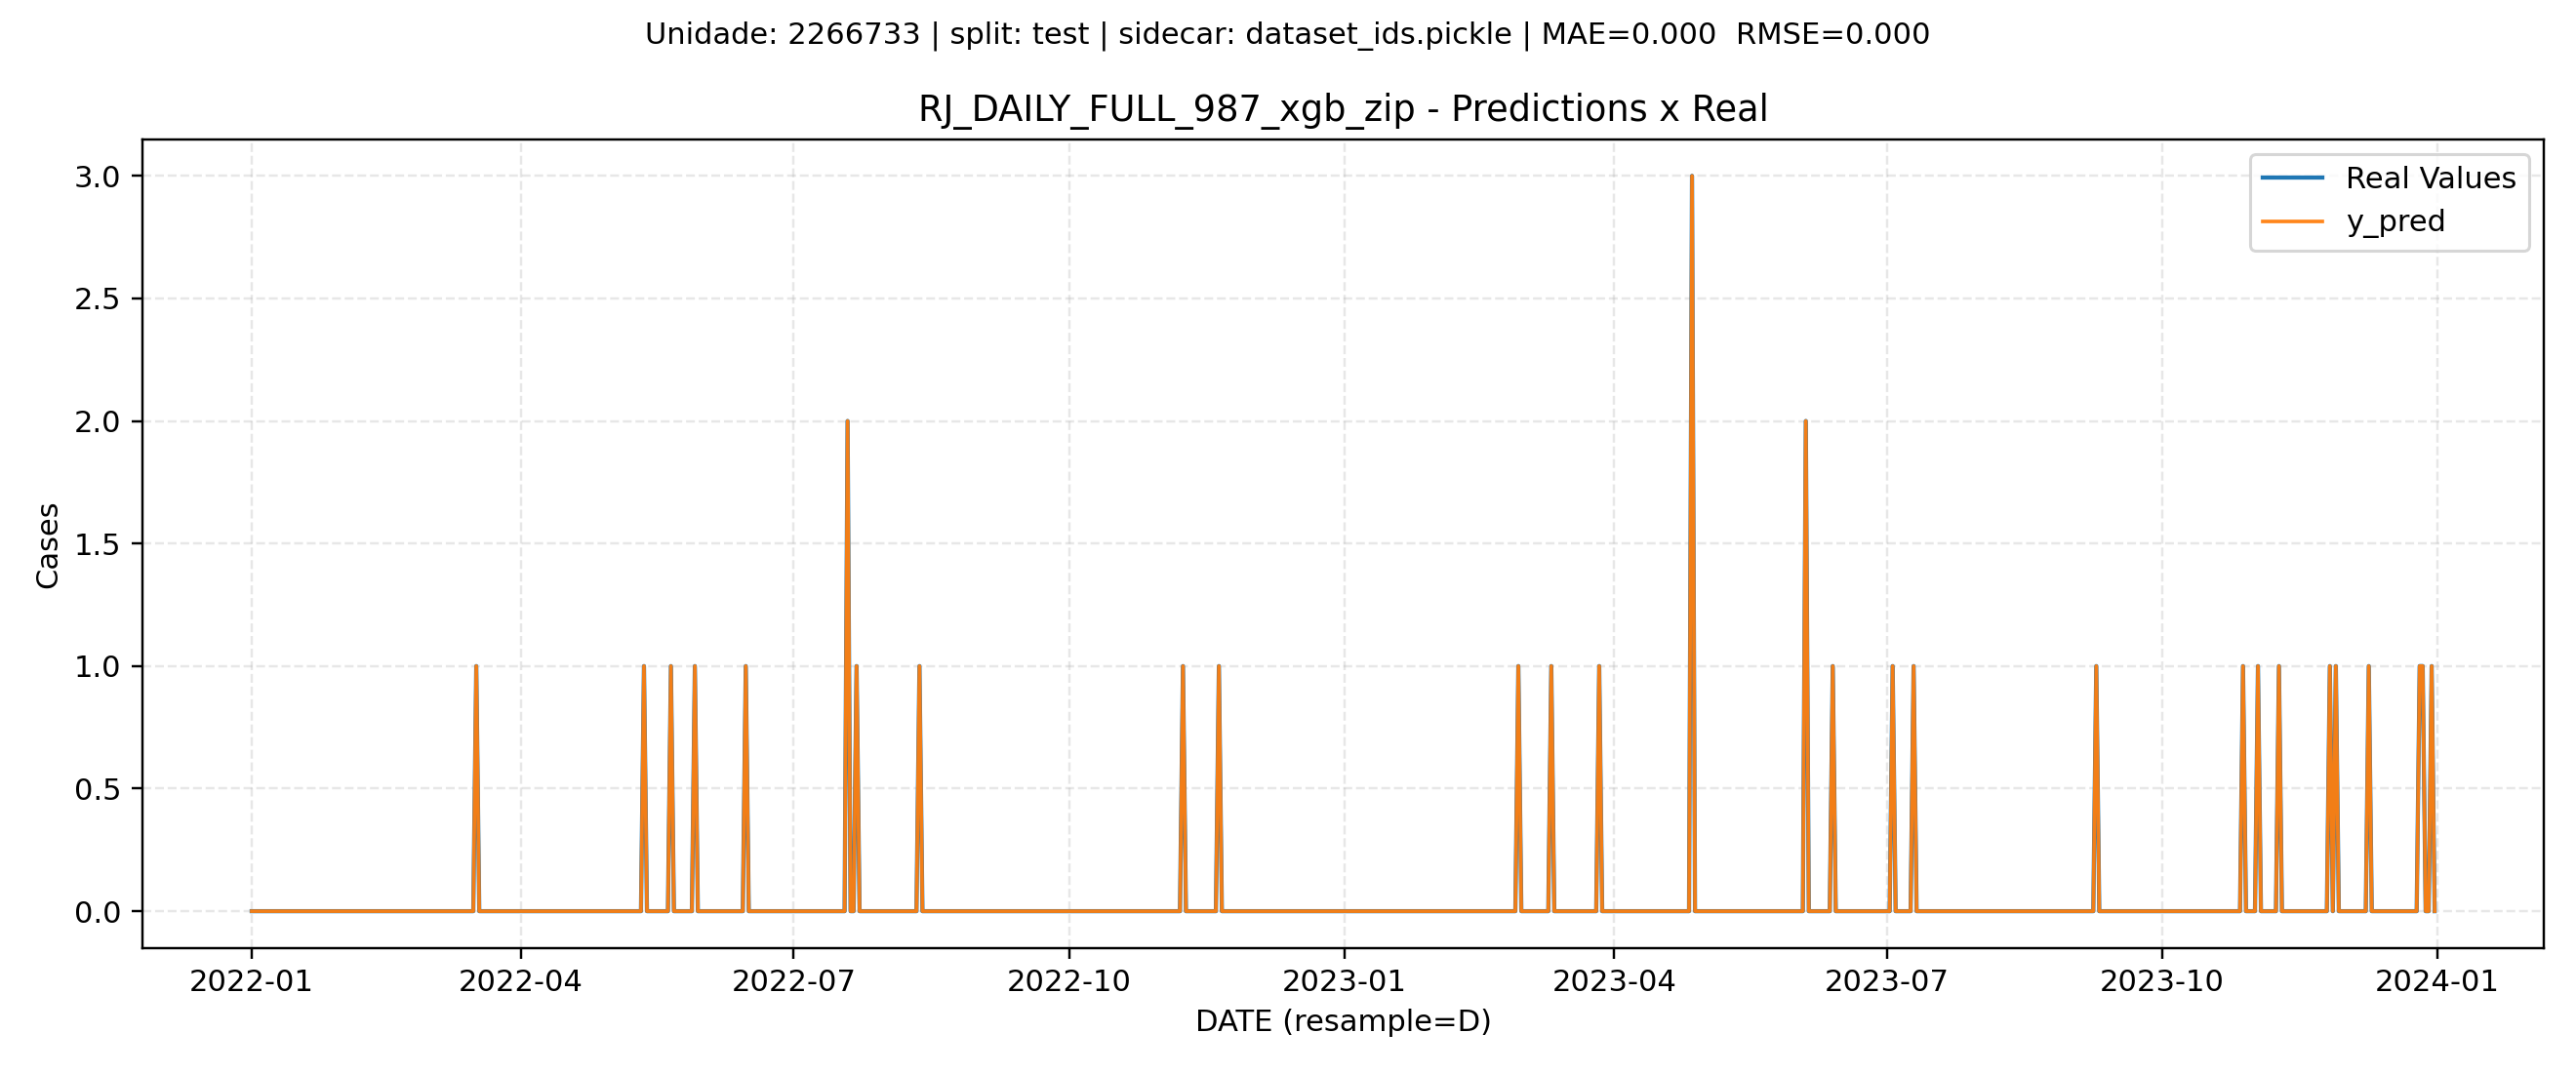 Unidade: 2266733 | split: test | sidecar: dataset_ids.pickle | MAE=0.000  RMSE=0.000
RJ_DAILY_FULL_987_xgb_zip - Predictions x Real
Real Values
y_pred
Cases
3.0
2.5
2.0
1.5
1.0
0.5
0.0
2022-01 2022-04 2022-07 2022-10 2023-01 2023-04 2023-07 2023-10 2024-01
DATE (resample=D)